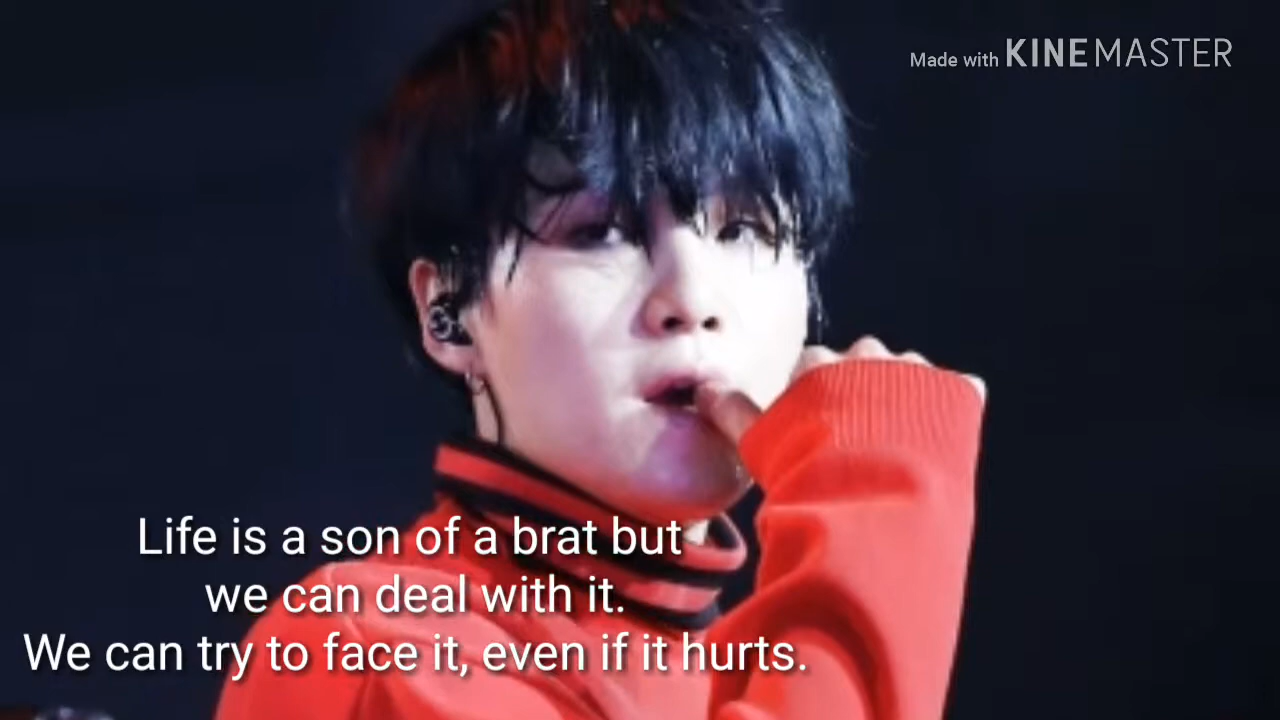 Made with KINEMASTER
Life is a son of a brat but
we can deal with it.
We can try to face it, even if it hurts.